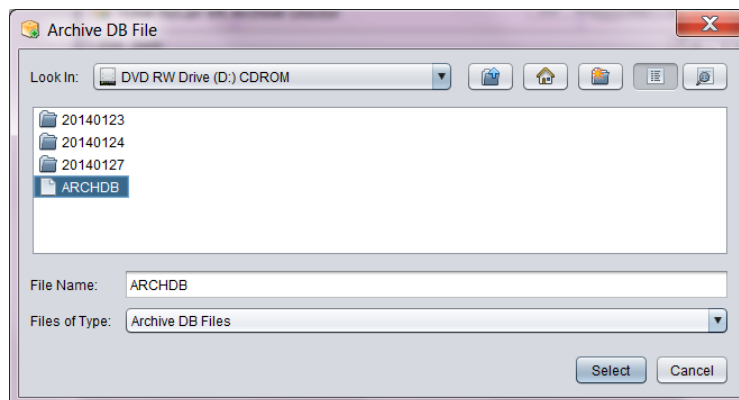 Archive DB File
Look In: DVD RW Drive (D:) CDROM
20140123
20140124
20140127
ARCHDB
File Name: ARCHDB
Files of Type: Archive DB Files
Select Cancel